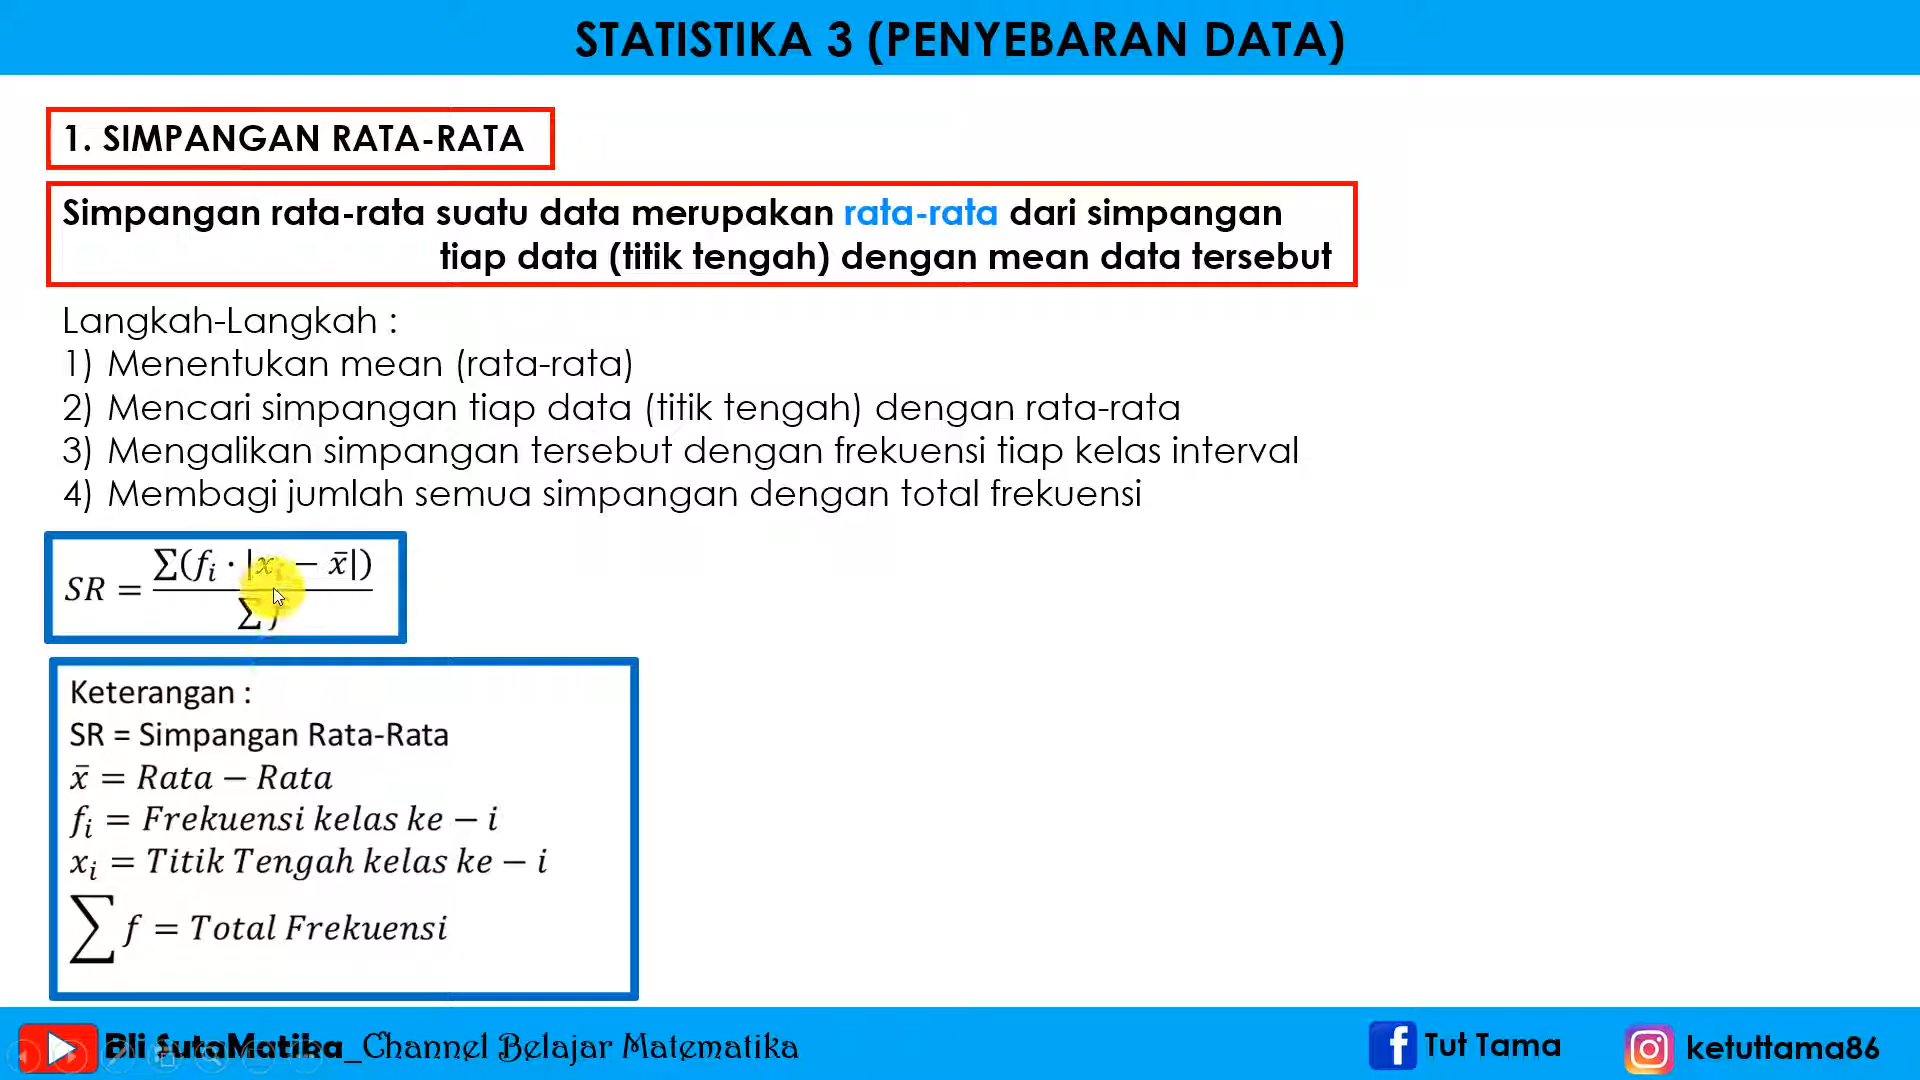 STATISTIKA 3 (PENYEBARAN DATA)
1. SIMPANGAN RATA-RATA
Simpangan rata-rata suatu data merupakan rata-rata dari simpangan
tiap data (titik tengah) dengan mean data tersebut
Langkah-Langkah :
1) Menentukan mean (rata-rata)
2) Mencari simpangan tiap data (titik tengah) dengan rata-rata
3) Mengalikan simpangan tersebut dengan frekuensi tiap kelas interval
4) Membagi jumlah semua simpangan dengan total frekuensi
SR = ∑(fᵢ · |xᵢ − x̄|) / ∑ f
Keterangan :
SR = Simpangan Rata-Rata
x̄ = Rata − Rata
fᵢ = Frekuensi kelas ke − i
xᵢ = Titik Tengah kelas ke − i
∑ f = Total Frekuensi
Bli SutaMatika_Channel Belajar Matematika
Tut Tama
ketuttama86